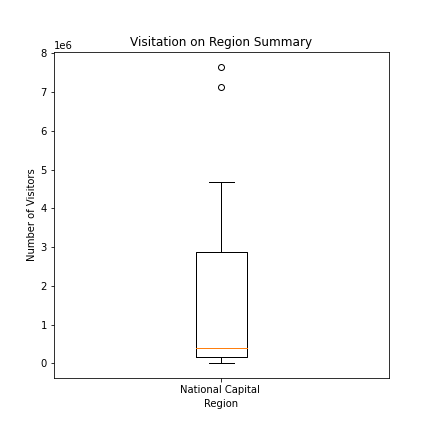 Visitation on Region Summary
1e6
8
7
6
5
4
3
2
1
0
Number of Visitors
National Capital
Region